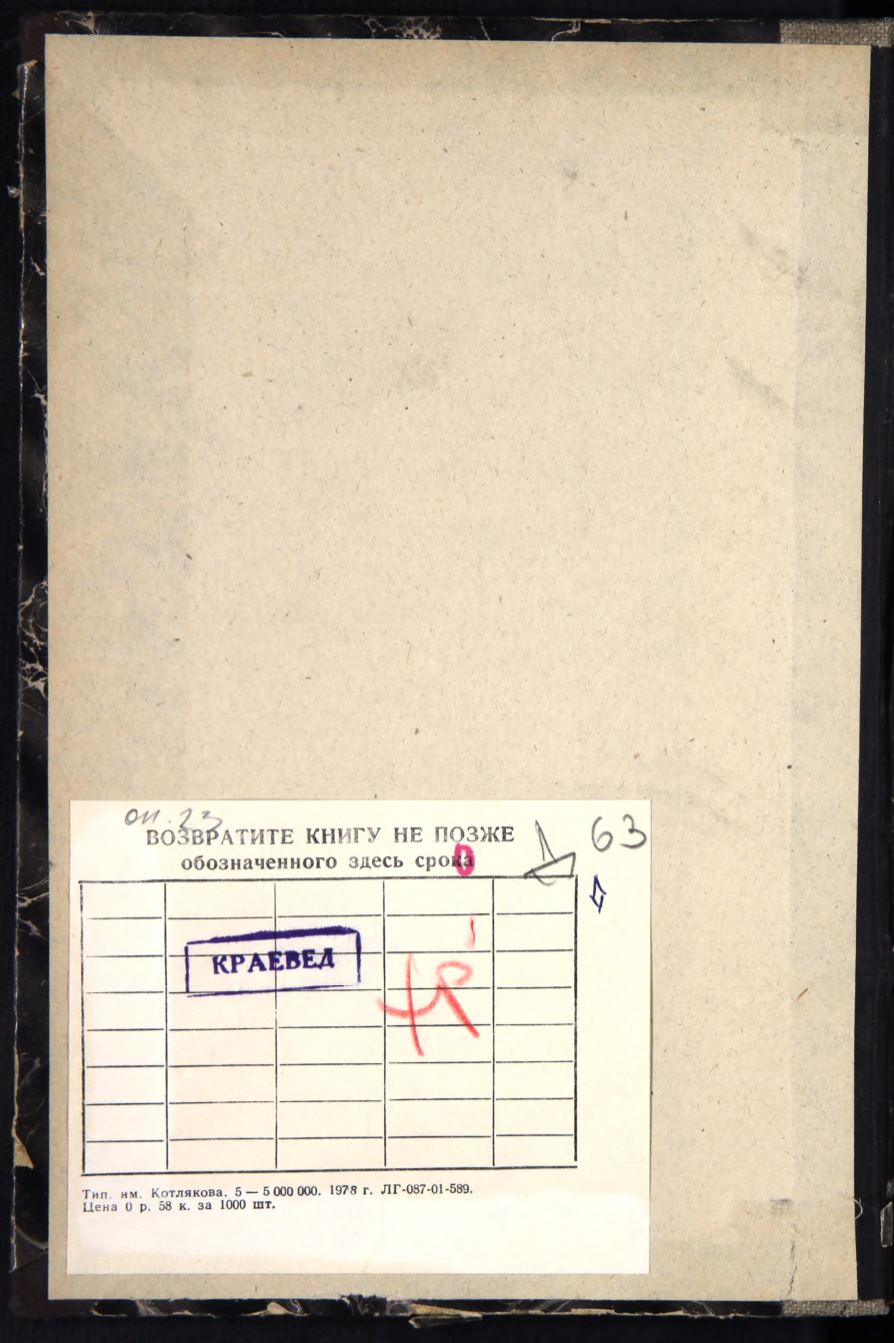 оп. 23
ВОЗВРАТИТЕ КНИГУ НЕ ПОЗЖЕ
обозначенного здесь срока
63
КРАЕВЕД
Тип. им. Котлякова. 5 — 5 000 000. 1978 г. ЛГ-087-01-589.
Цена 0 р. 58 к. за 1000 шт.